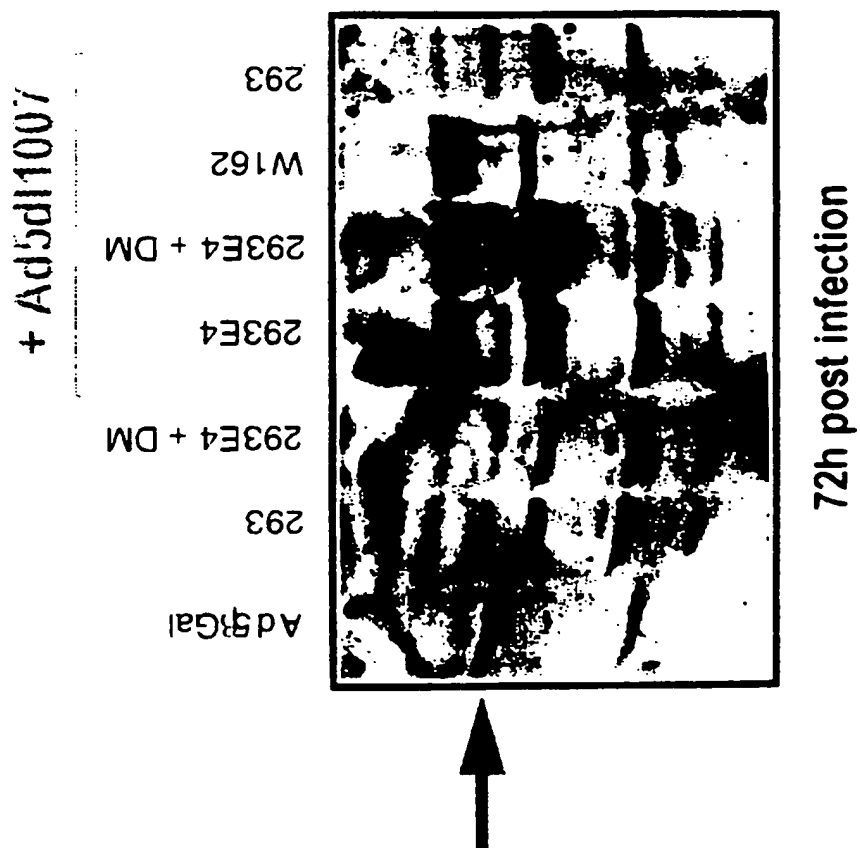 + Ad5dl1007
293
W162
293E4 + DM
293E4
293E4 + DM
293
Ad5βGal
72h post infection